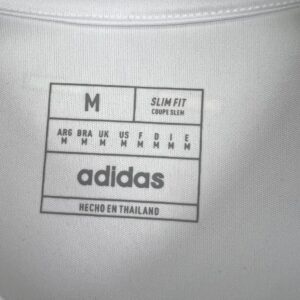 M
SLIM FIT
COUPE SLIM
ARG BRA UK US F D I E
M M M M M M M M
adidas
HECHO EN THAILAND